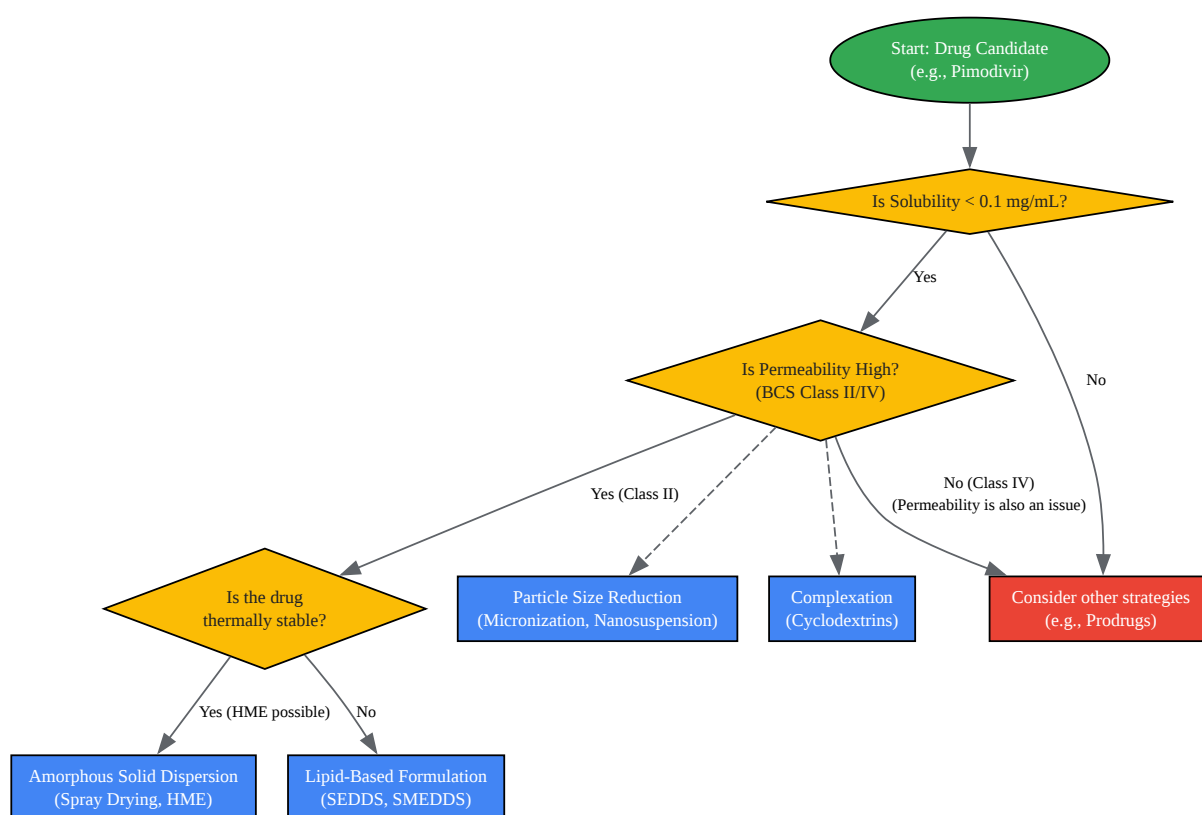 Start: Drug Candidate
(e.g., Pimodivir)
Is Solubility < 0.1 mg/mL?
Yes
No
Is Permeability High?
(BCS Class II/IV)
Yes (Class II)
No (Class IV)
(Permeability is also an issue)
Is the drug
thermally stable?
Particle Size Reduction
(Micronization, Nanosuspension)
Complexation
(Cyclodextrins)
Consider other strategies
(e.g., Prodrugs)
Yes (HME possible)
No
Amorphous Solid Dispersion
(Spray Drying, HME)
Lipid-Based Formulation
(SEDDS, SMEDDS)